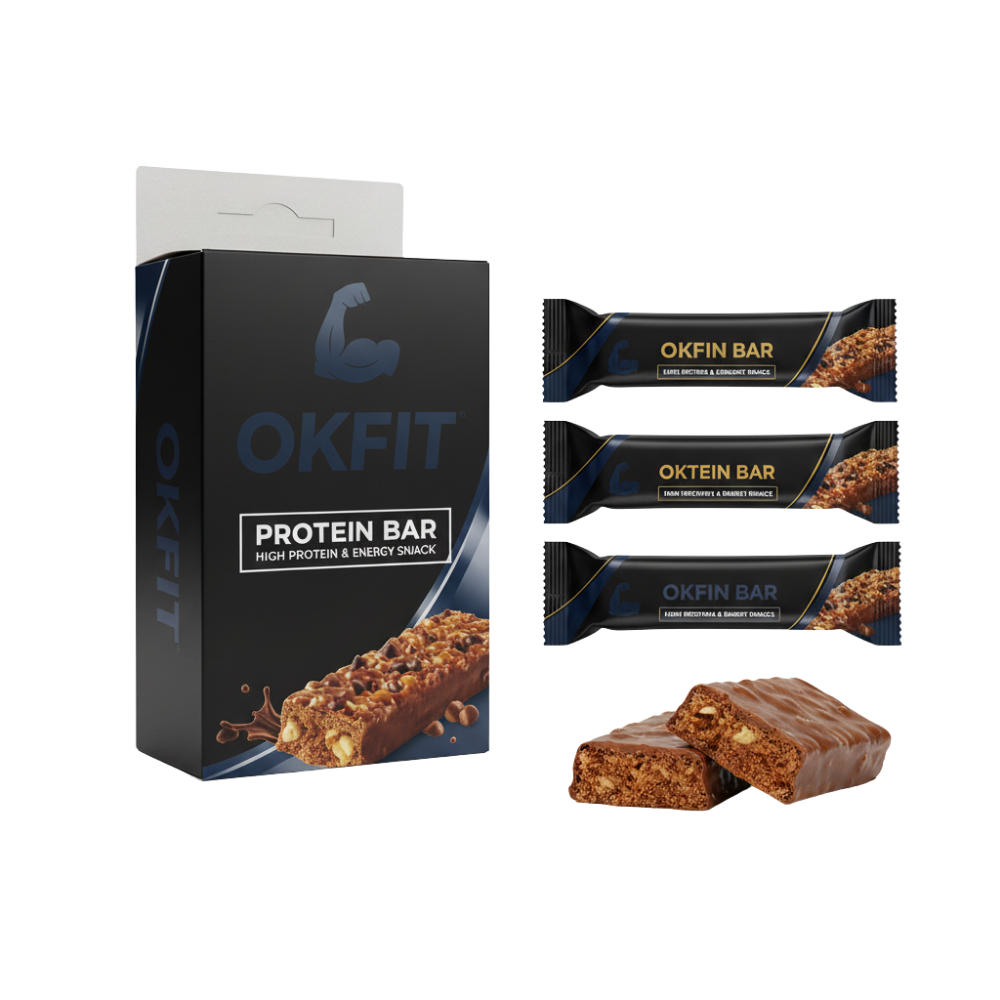 OKFIT
OKFIT
PROTEIN BAR
HIGH PROTEIN & ENERGY SNJACK
OKFIN BAR
OKTEIN BAR
OKFIN BAR